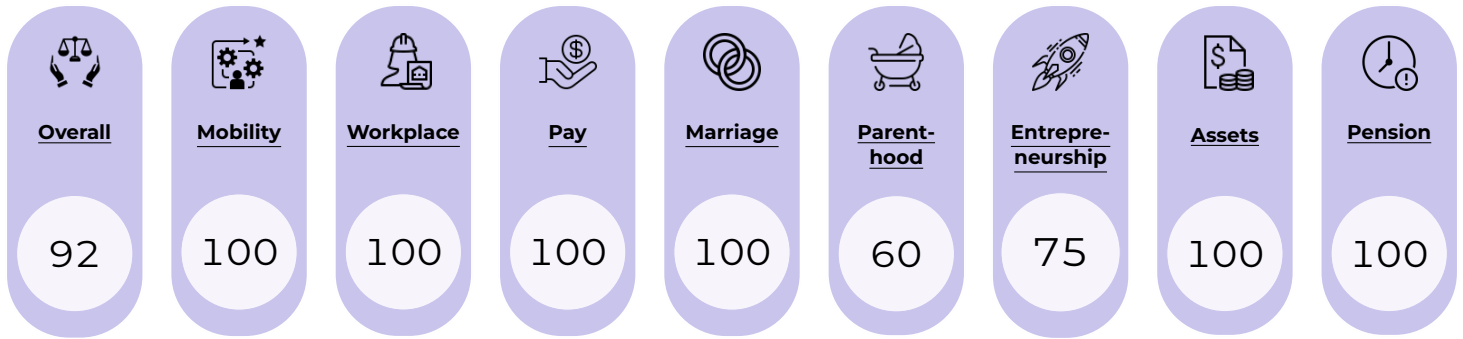 Overall
92
Mobility
100
Workplace
100
Pay
100
Marriage
100
Parent-
hood
60
Entrepre-
neurship
75
$
Assets
100
Pension
100